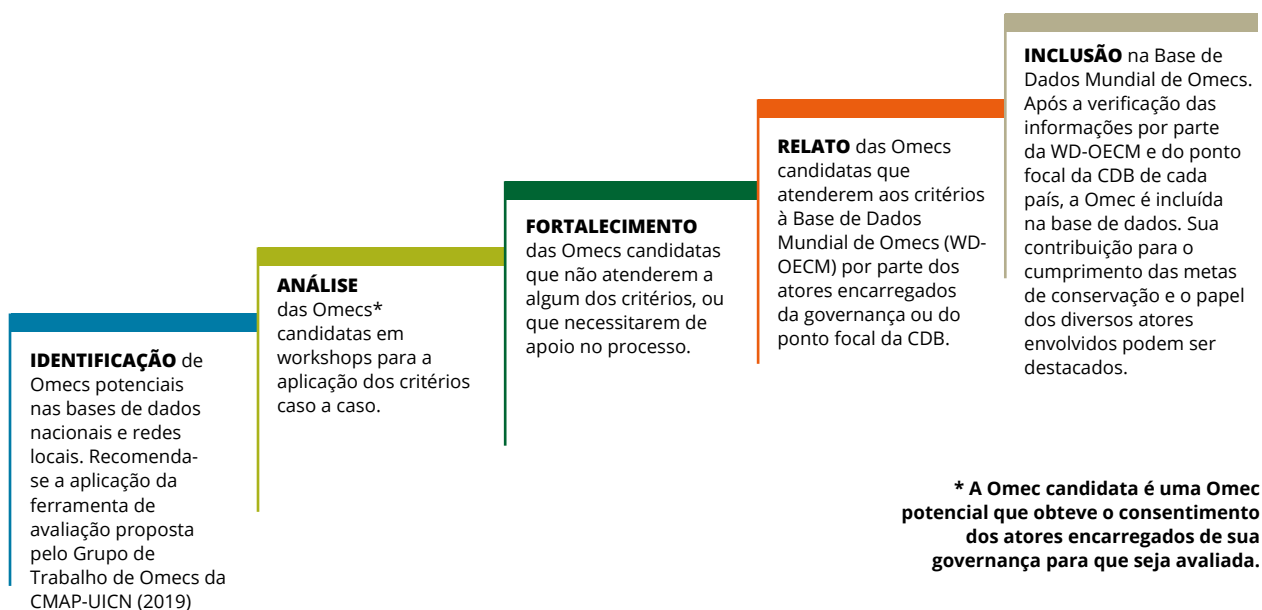 IDENTIFICAÇÃO de
Omecs potenciais
nas bases de dados
nacionais e redes
locais. Recomenda-
se a aplicação da
ferramenta de
avaliação proposta
pelo Grupo de
Trabalho de Omecs da
CMAP-UICN (2019)
ANÁLISE
das Omecs*
candidatas em
workshops para a
aplicação dos critérios
caso a caso.
FORTALECIMENTO
das Omecs candidatas
que não atenderem a
algum dos critérios, ou
que necessitarem de
apoio no processo.
RELATO das Omecs
candidatas que
atenderem aos critérios
à Base de Dados
Mundial de Omecs (WD-
OECM) por parte dos
atores encarregados
da governança ou do
ponto focal da CDB.
INCLUSÃO na Base de
Dados Mundial de Omecs.
Após a verificação das
informações por parte
da WD-OECM e do ponto
focal da CDB de cada
país, a Omec é incluída
na base de dados. Sua
contribuição para o
cumprimento das metas
de conservação e o papel
dos diversos atores
envolvidos podem ser
destacados.
* A Omec candidata é uma Omec
potencial que obteve o consentimento
dos atores encarregados de sua
governança para que seja avaliada.